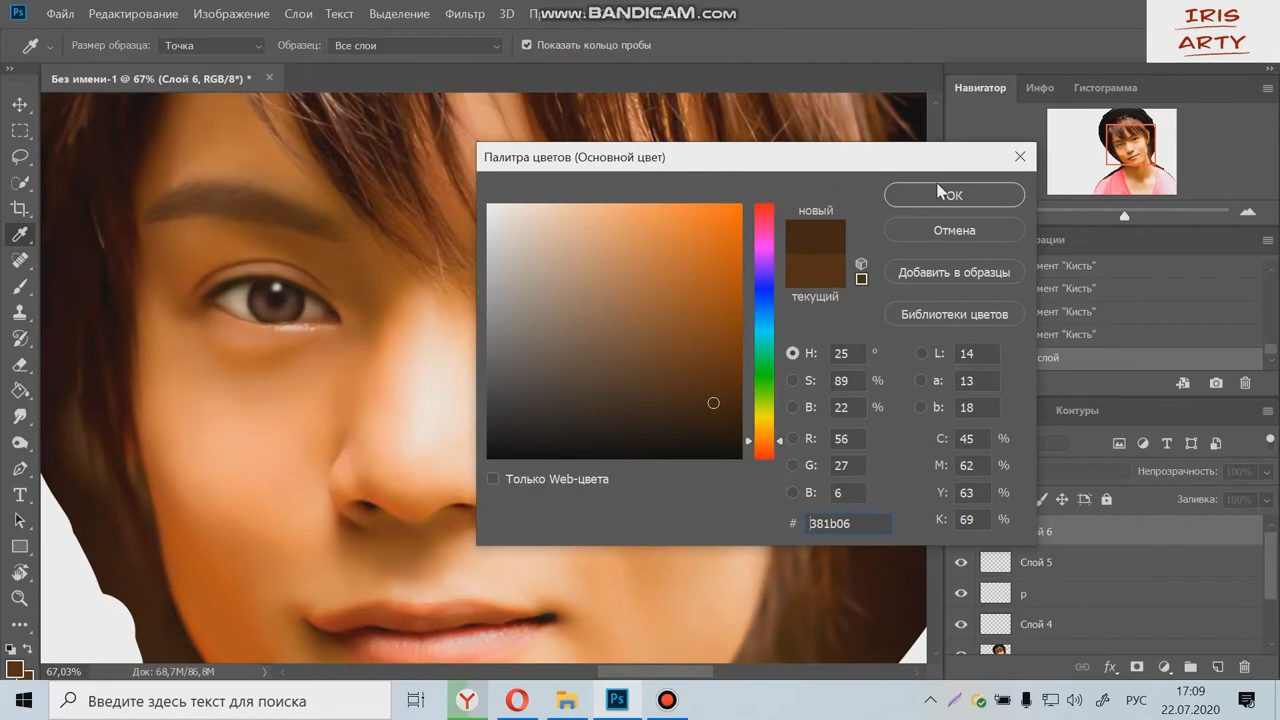 Ps Файл Редактирование Изображение Слои Текст Выделение Фильтр 3D
www.BANDICAM.com
IRIS
ARTY
Размер образца: Точка Образец: Все слои Показать кольцо пробы
Без имени-1 @ 67% (Слой 6, RGB/8*) *
Навигатор Инфо Гистограмма
Палитра цветов (Основной цвет)
новый
текущий
ОК
Отмена
Добавить в образцы
Библиотеки цветов
H: 25 °
S: 89 %
B: 22 %
R: 56
G: 27
B: 6
# 381b06
L: 14
a: 13
b: 18
C: 45 %
M: 62 %
Y: 63 %
K: 69 %
Только Web-цвета
рации
мент "Кисть"
мент "Кисть"
мент "Кисть"
мент "Кисть"
слой
Контуры
Непрозрачность: 100%
Заливка: 100%
6
Слой 5
р
Слой 4
67,03% Док: 68,7M/86,8M
Введите здесь текст для поиска
Ps
РУС
17:09
22.07.2020